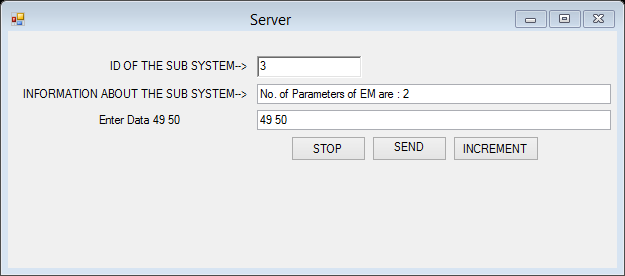 Server
ID OF THE SUB SYSTEM--> 3
INFORMATION ABOUT THE SUB SYSTEM--> No. of Parameters of EM are : 2
Enter Data 49 50 49 50
STOP SEND INCREMENT